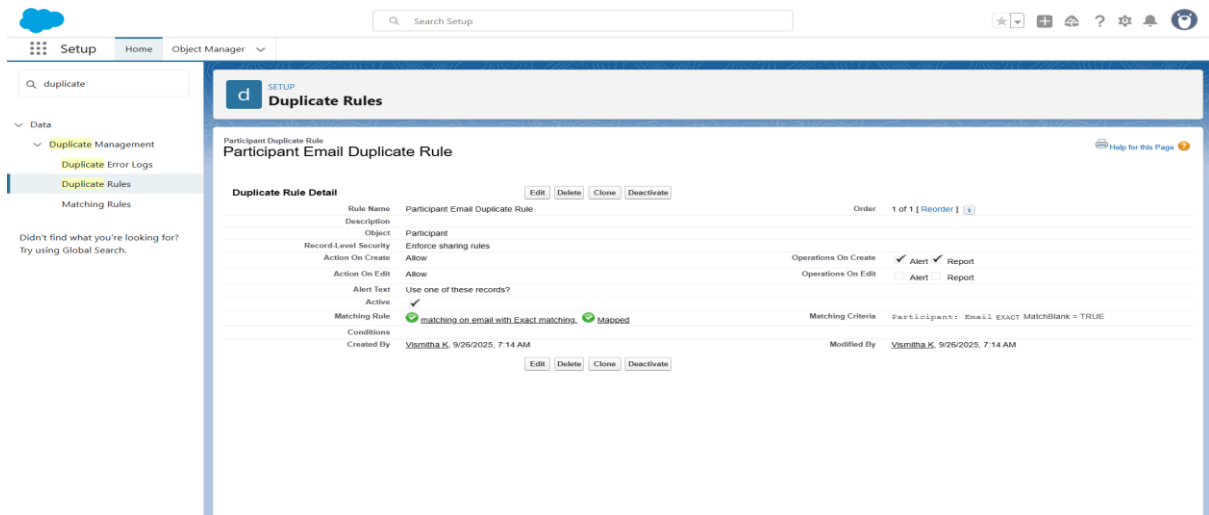 Search Setup
Setup Home Object Manager
duplicate
Data
Duplicate Management
Duplicate Error Logs
Duplicate Rules
Matching Rules
Didn't find what you're looking for?
Try using Global Search.
d
SETUP
Duplicate Rules
Participant Duplicate Rule
Participant Email Duplicate Rule
Help for this Page ?
Duplicate Rule Detail Edit Delete Clone Deactivate
Rule Name Participant Email Duplicate Rule Order 1 of 1 [ Reorder ] i
Description
Object Participant
Record-Level Security Enforce sharing rules
Action On Create Allow Operations On Create Alert Report
Action On Edit Allow Operations On Edit Alert Report
Alert Text Use one of these records?
Active
Matching Rule matching on email with Exact matching. Mapped Matching Criteria Participant: Email EXACT MatchBlank = TRUE
Conditions
Created By Vismitha K, 9/26/2025, 7:14 AM Modified By Vismitha K, 9/26/2025, 7:14 AM
Edit Delete Clone Deactivate